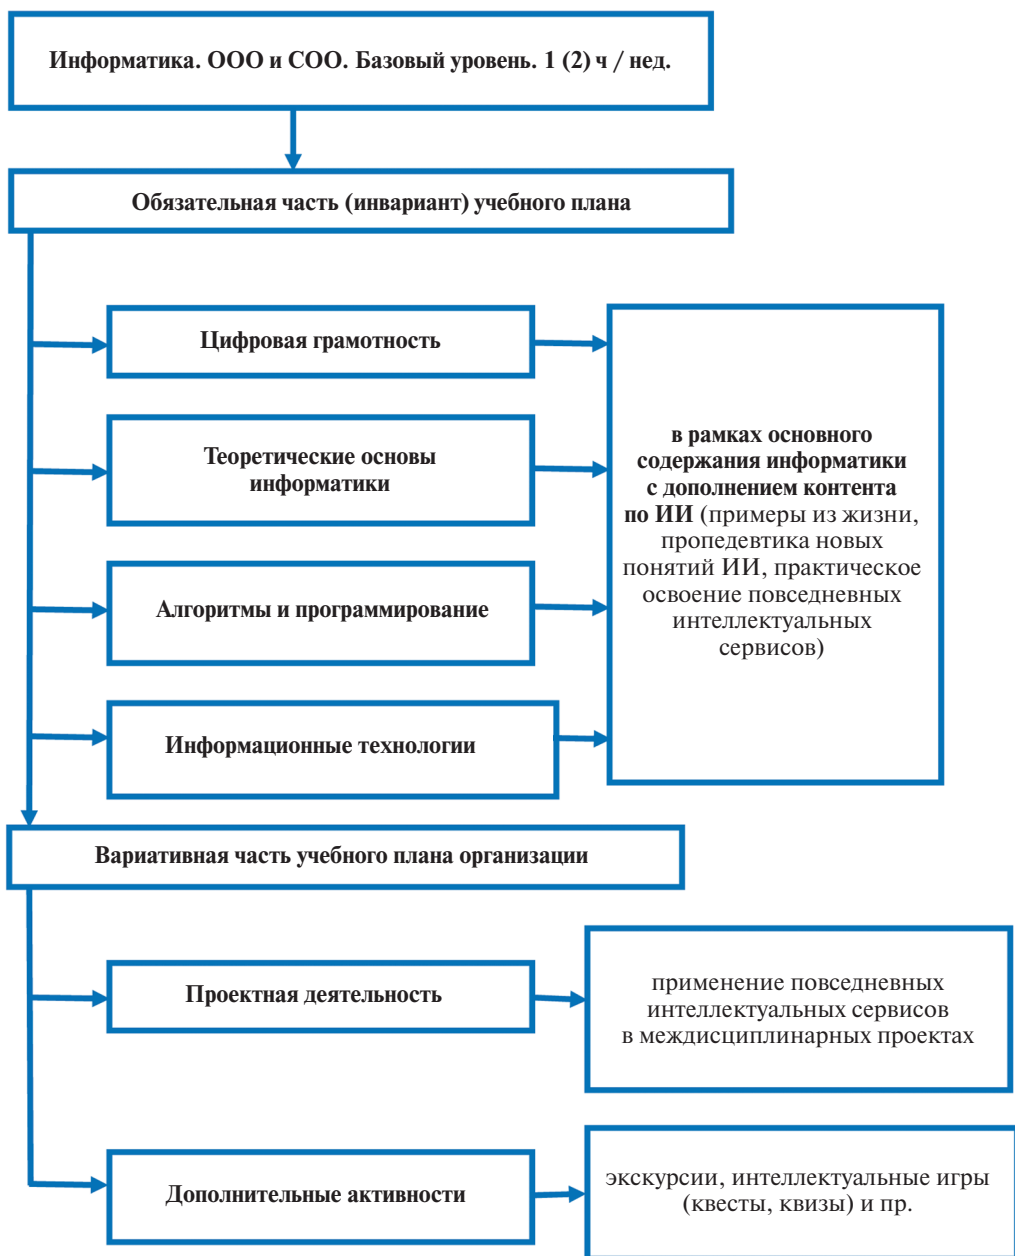 Информатика. ООО и СОО. Базовый уровень. 1 (2) ч / нед.
Обязательная часть (инвариант) учебного плана
Цифровая грамотность
Теоретические основы
информатики
Алгоритмы и программирование
Информационные технологии
в рамках основного
содержания информатики
с дополнением контента
по ИИ (примеры из жизни,
пропедевтика новых
понятий ИИ, практическое
освоение повседневных
интеллектуальных
сервисов)
Вариативная часть учебного плана организации
Проектная деятельность
применение повседневных
интеллектуальных сервисов
в междисциплинарных проектах
Дополнительные активности
экскурсии, интеллектуальные игры
(квесты, квизы) и пр.